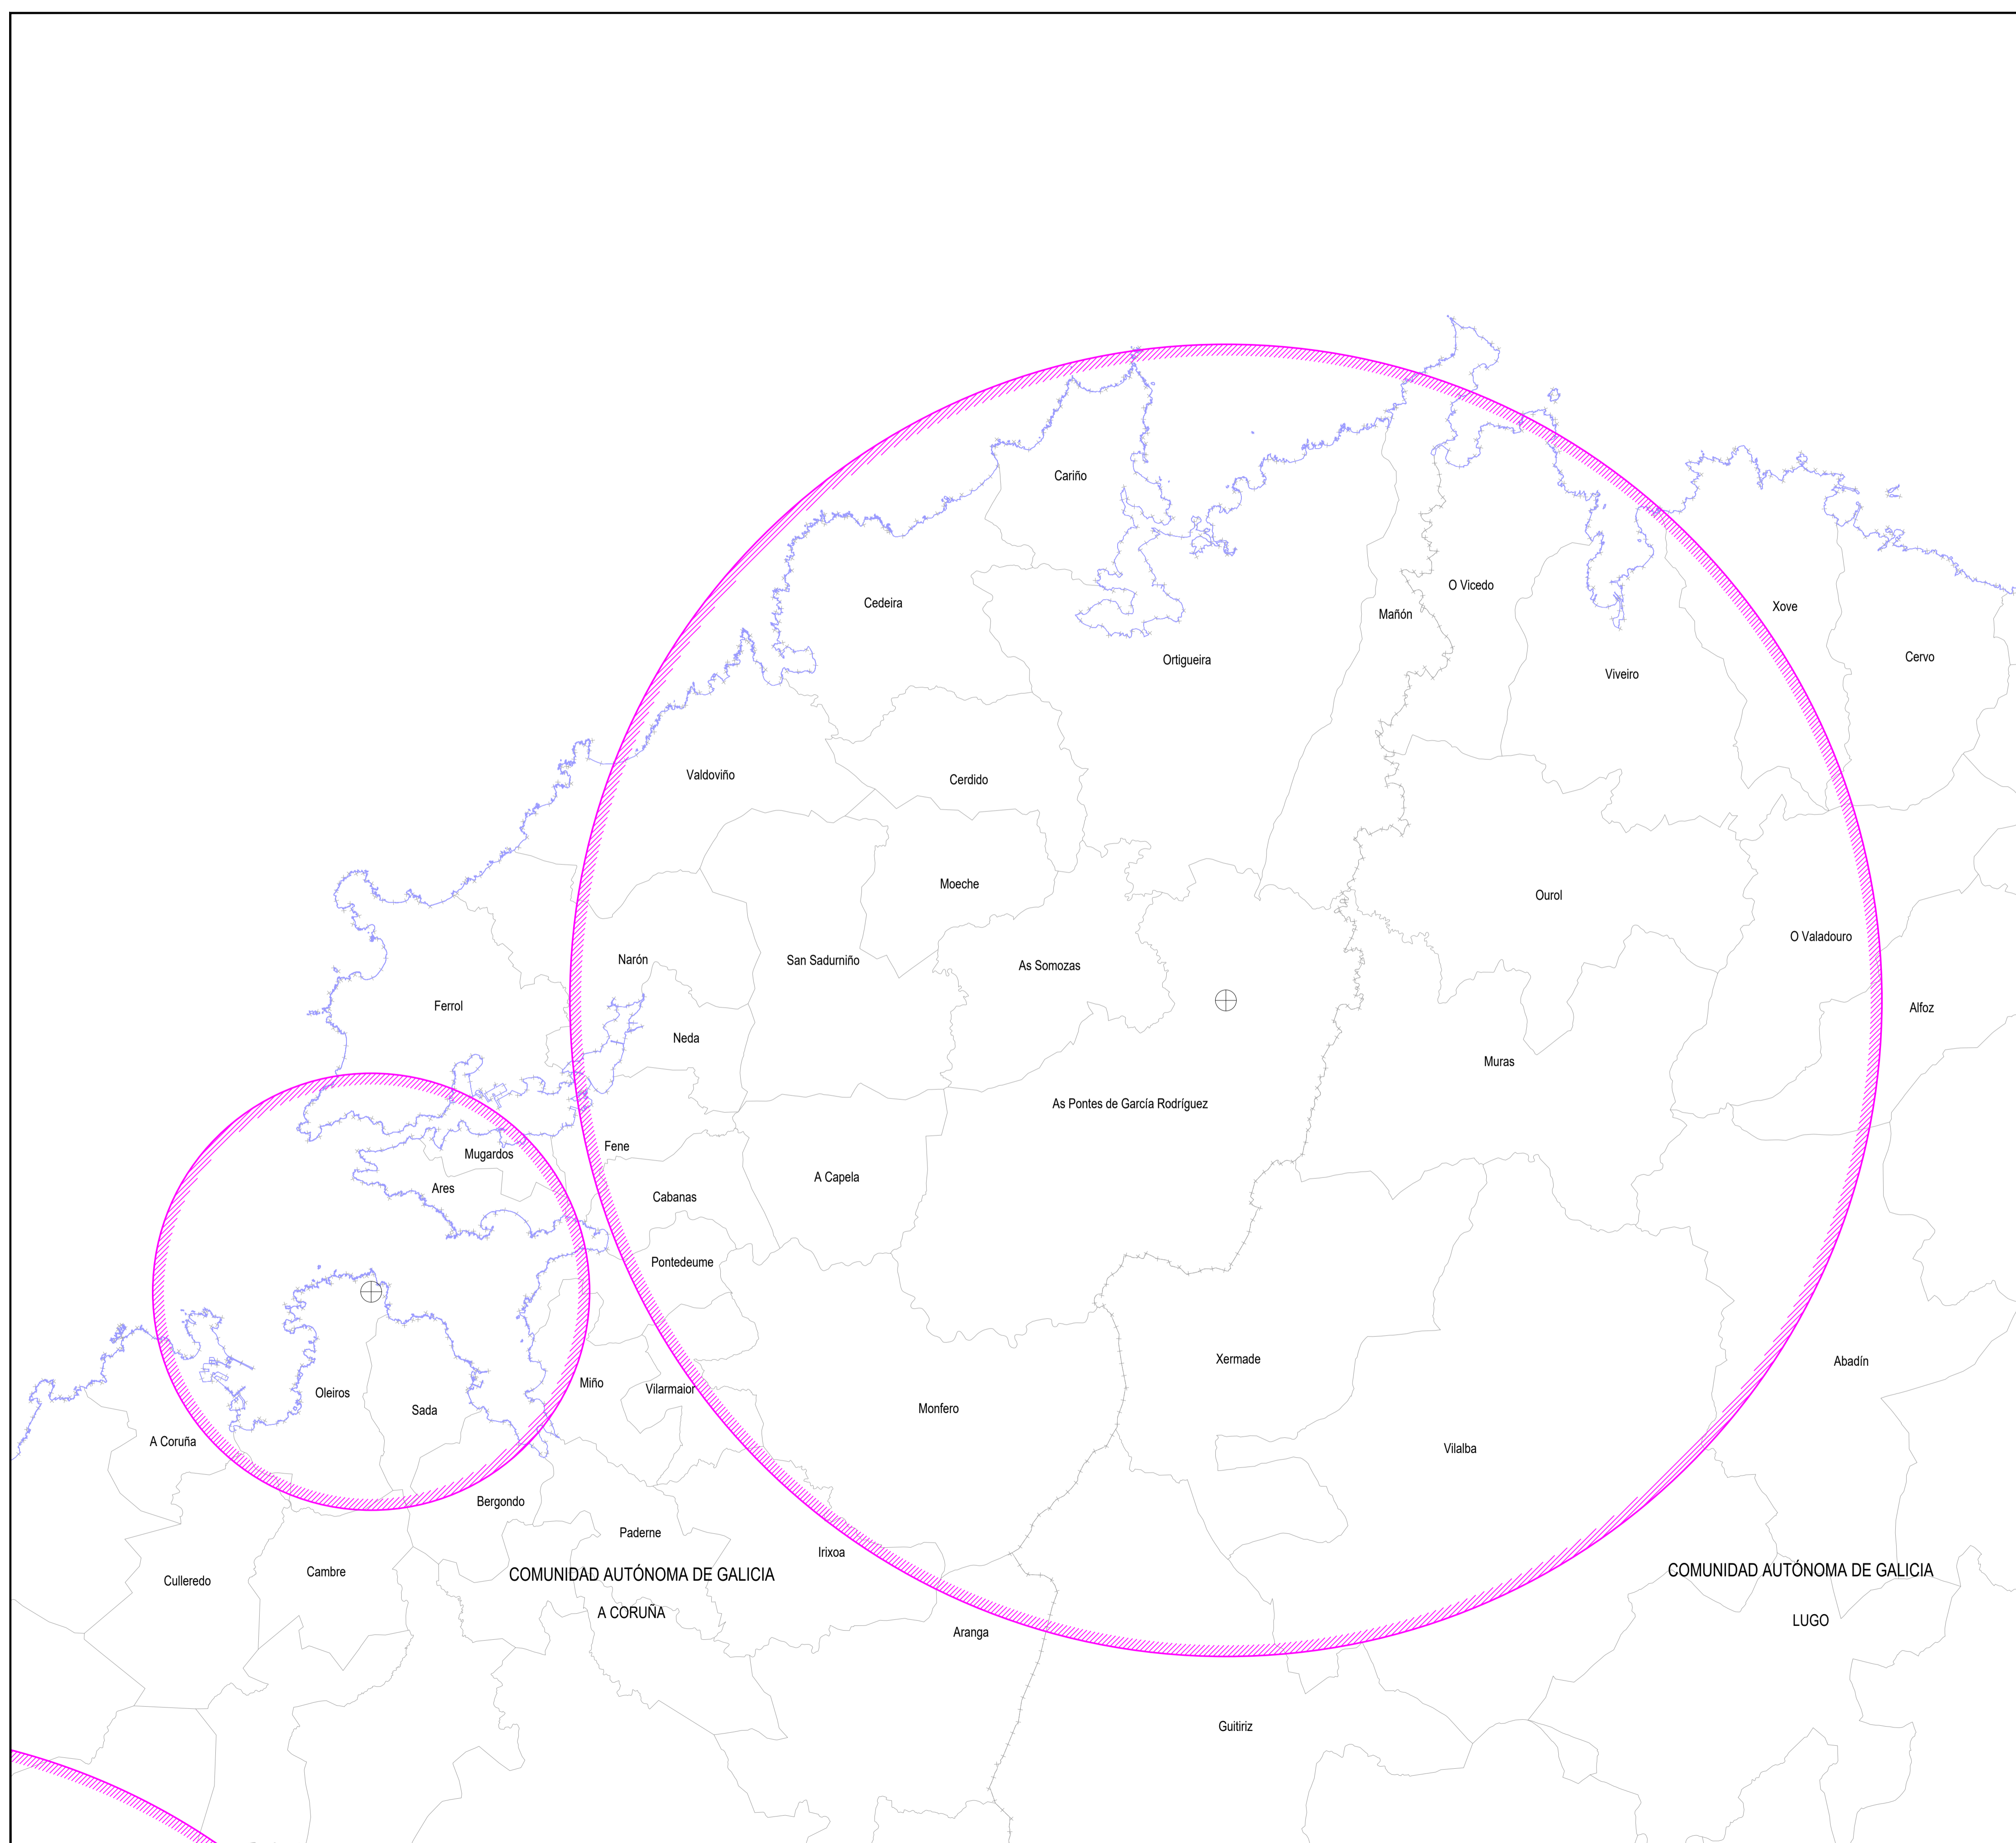 Cariño
O Vicedo
Cedeira
Mañón
Xove
Ortigueira
Cervo
Viveiro
Valdoviño
Cerdido
Moeche
Ourol
O Valadouro
Narón
San Sadurniño
As Somozas
Ferrol
Alfoz
Neda
Muras
As Pontes de García Rodríguez
Fene
Mugardos
A Capela
Ares
Cabanas
Pontedeume
Xermade
Abadín
Miño
Vilarmaior
Oleiros
Monfero
Sada
A Coruña
Vilalba
Bergondo
Paderne
Irixoa
Cambre
COMUNIDAD AUTÓNOMA DE GALICIA
COMUNIDAD AUTÓNOMA DE GALICIA
Culleredo
A CORUÑA
LUGO
Aranga
Guitiriz